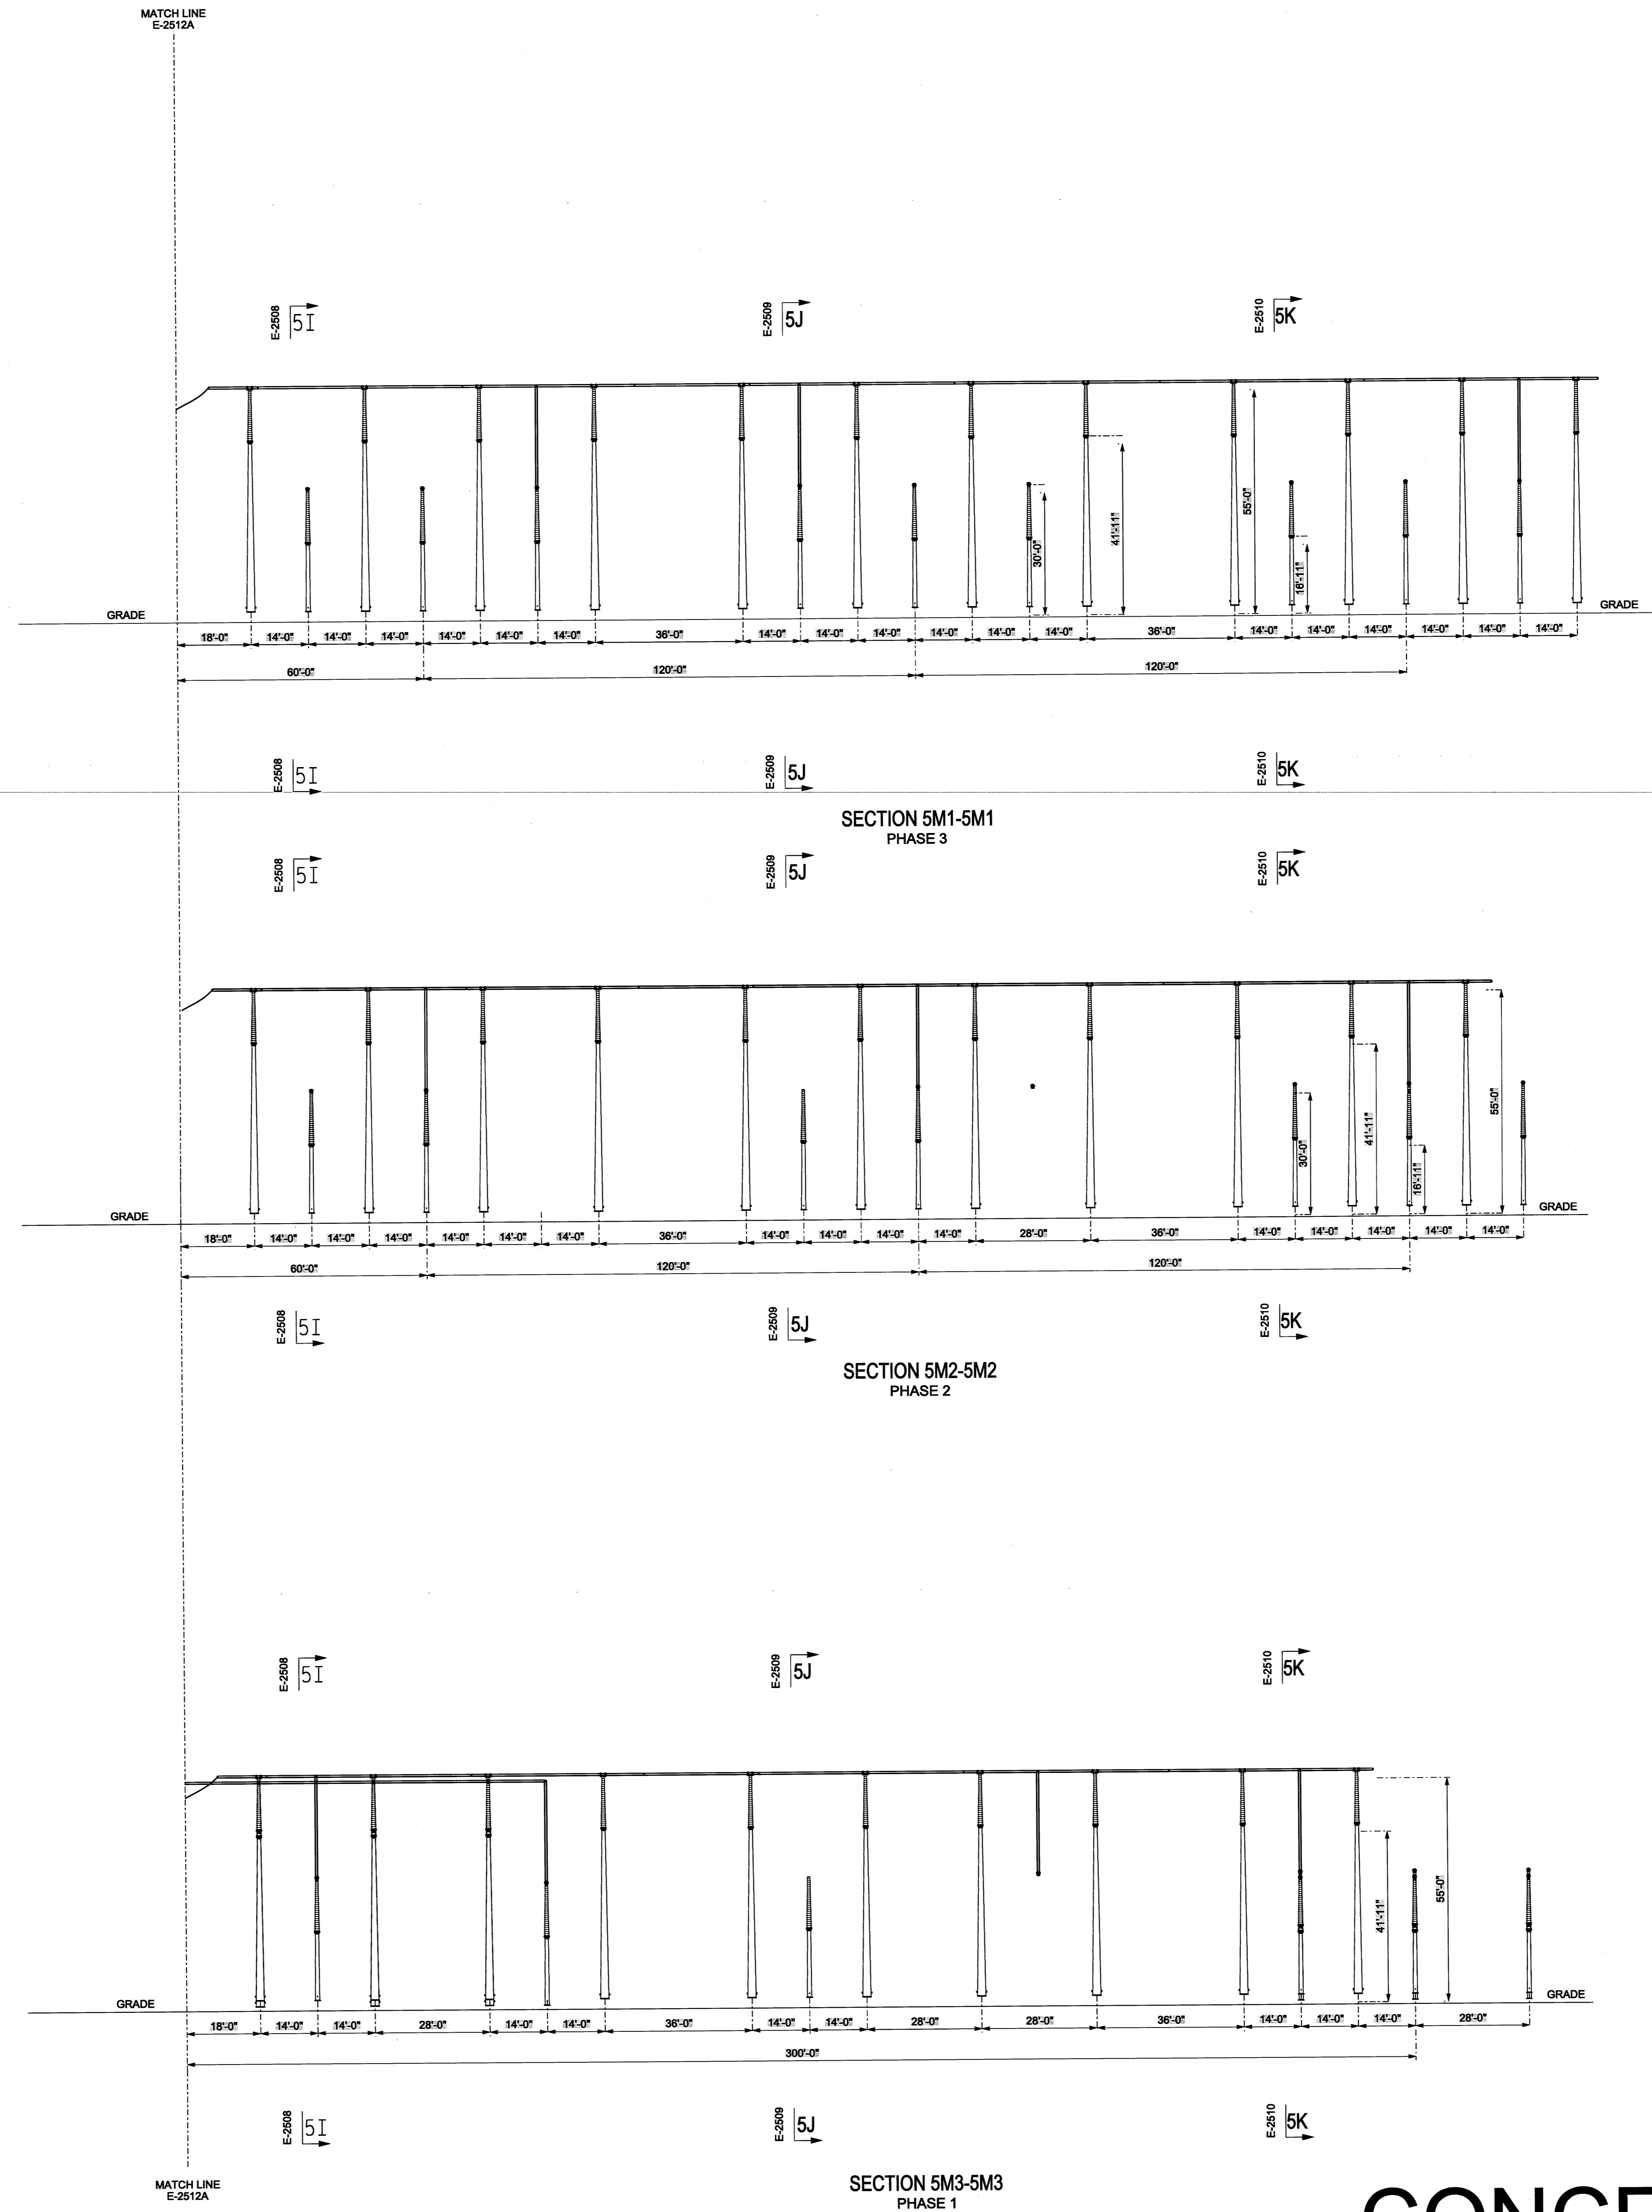 MATCH LINE
E-2512A
E-2508 5I
E-2509 5J
E-2510 5K
55'-0"
41'-11"
30'-0"
16'-11"
GRADE
GRADE
18'-0" 14'-0" 14'-0" 14'-0" 14'-0" 14'-0" 14'-0" 36'-0" 14'-0" 14'-0" 14'-0" 14'-0" 14'-0" 14'-0" 36'-0" 14'-0" 14'-0" 14'-0" 14'-0" 14'-0" 14'-0"
60'-0" 120'-0" 120'-0"
E-2508 5I
E-2509 5J
E-2510 5K
SECTION 5M1-5M1
PHASE 3
E-2508 5I
E-2509 5J
E-2510 5K
55'-0"
41'-11"
30'-0"
16'-11"
GRADE
GRADE
18'-0" 14'-0" 14'-0" 14'-0" 14'-0" 14'-0" 14'-0" 36'-0" 14'-0" 14'-0" 14'-0" 14'-0" 28'-0" 36'-0" 14'-0" 14'-0" 14'-0" 14'-0" 14'-0"
60'-0" 120'-0" 120'-0"
E-2508 5I
E-2509 5J
E-2510 5K
SECTION 5M2-5M2
PHASE 2
E-2508 5I
E-2509 5J
E-2510 5K
55'-0"
41'-11"
GRADE
GRADE
18'-0" 14'-0" 14'-0" 28'-0" 14'-0" 14'-0" 36'-0" 14'-0" 14'-0" 28'-0" 28'-0" 36'-0" 14'-0" 14'-0" 14'-0" 28'-0"
300'-0"
E-2508 5I
E-2509 5J
E-2510 5K
MATCH LINE
E-2512A
SECTION 5M3-5M3
PHASE 1